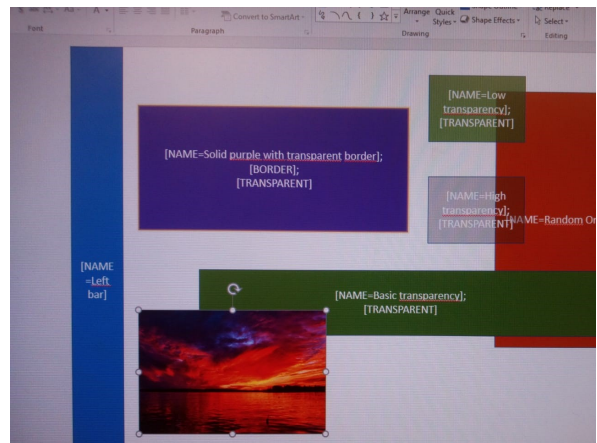 Convert to SmartArt
Arrange
Quick
Styles
Shape Effects
Select
Font
Paragraph
Drawing
Editing
[NAME=Low
transparency];
[TRANSPARENT]
[NAME=Solid purple with transparent border];
[BORDER];
[TRANSPARENT]
[NAME=High
transparency];
[TRANSPARENT]
NAME=Random Or
[NAME
=Left
bar]
[NAME=Basic transparency];
[TRANSPARENT]